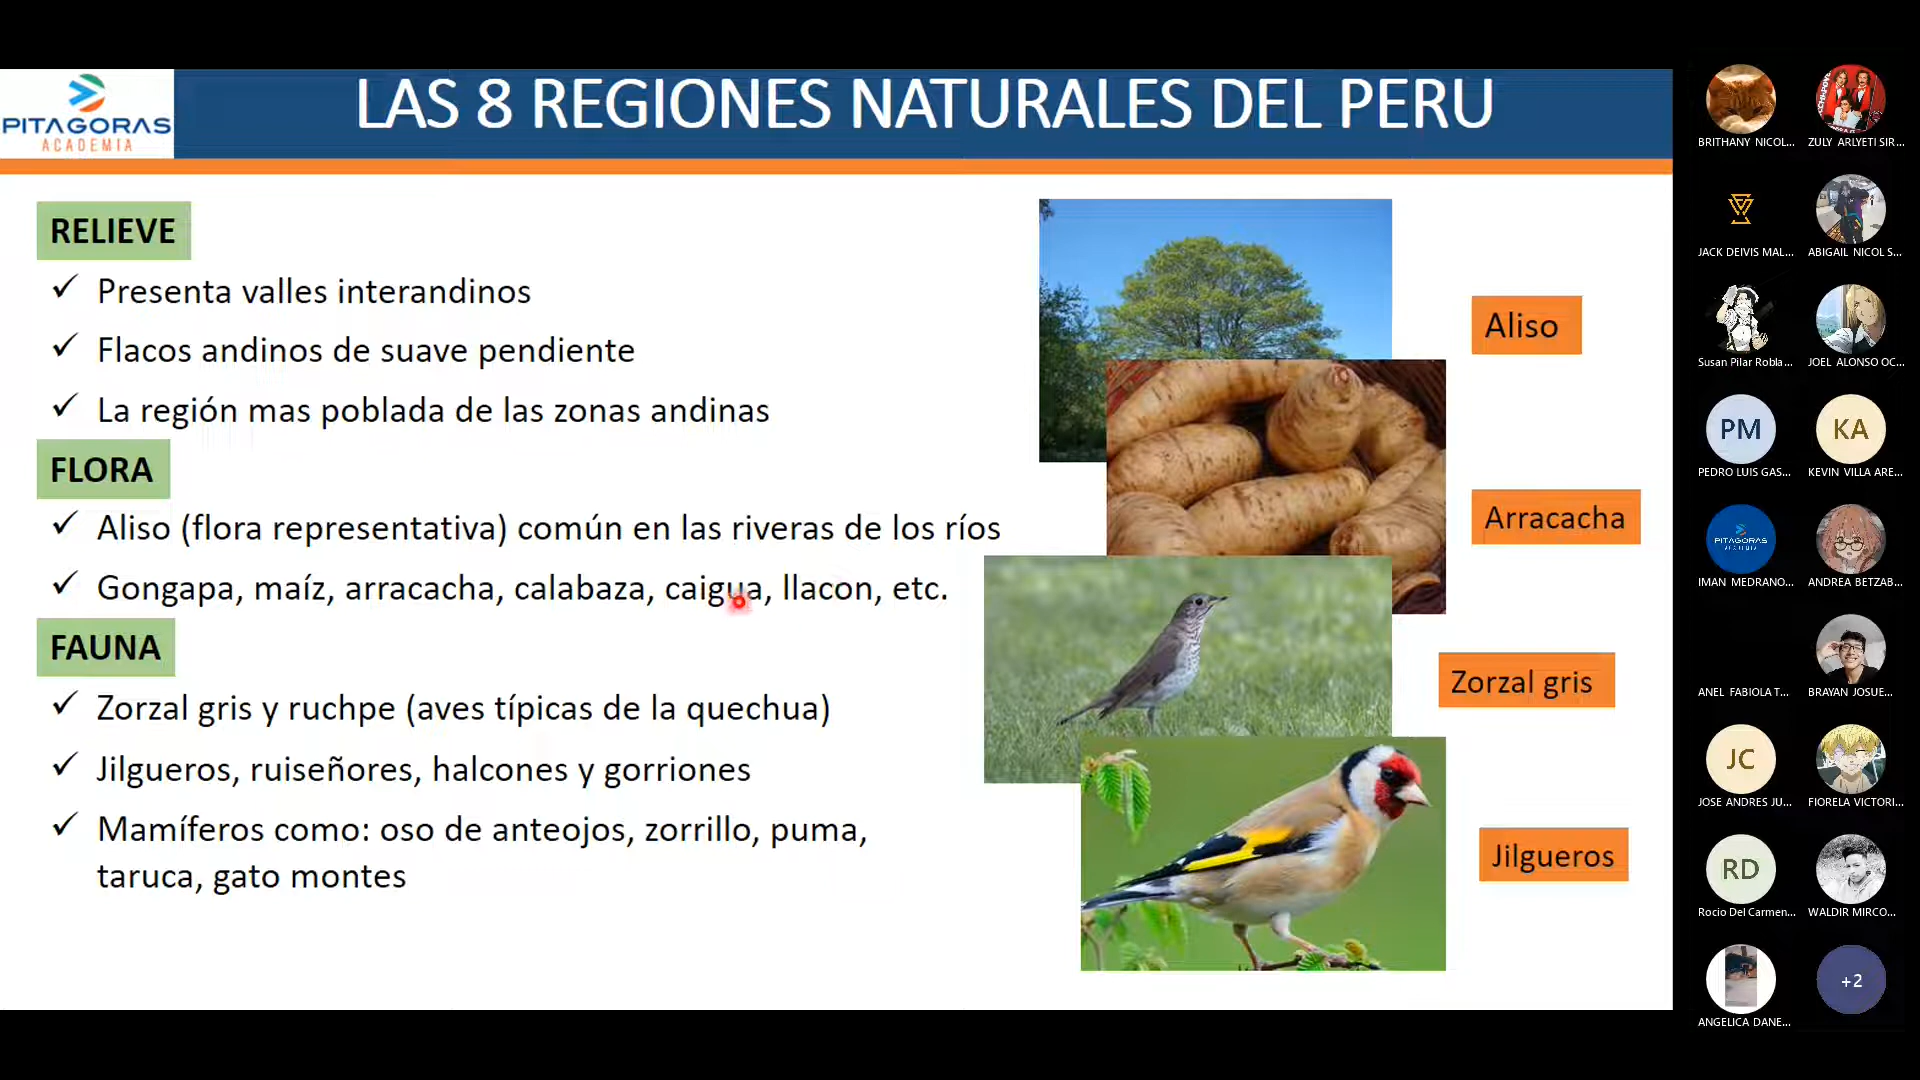 PITAGORAS
ACADEMIA
LAS 8 REGIONES NATURALES DEL PERU
RELIEVE
✓ Presenta valles interandinos
✓ Flacos andinos de suave pendiente
✓ La región mas poblada de las zonas andinas
FLORA
✓ Aliso (flora representativa) común en las riveras de los ríos
✓ Gongapa, maíz, arracacha, calabaza, caigua, llacon, etc.
FAUNA
✓ Zorzal gris y ruchpe (aves típicas de la quechua)
✓ Jilgueros, ruiseñores, halcones y gorriones
✓ Mamíferos como: oso de anteojos, zorrillo, puma,
taruca, gato montes
Aliso
Arracacha
Zorzal gris
Jilgueros
BRITHANY NICOL...
ZULY ARLYETI SIR...
JACK DEIVIS MAL...
ABIGAIL NICOL S...
Susan Pilar Robla...
JOEL ALONSO OC...
PM
KA
PEDRO LUIS GAS...
KEVIN VILLA ARE...
PITAGORAS
IMAN MEDRANO...
ANDREA BETZAB...
ANEL FABIOLA T...
BRAYAN JOSUE...
JC
JOSE ANDRES JU...
FIORELA VICTORI...
RD
Rocio Del Carmen...
WALDIR MIRCO...
+2
ANGELICA DANE...